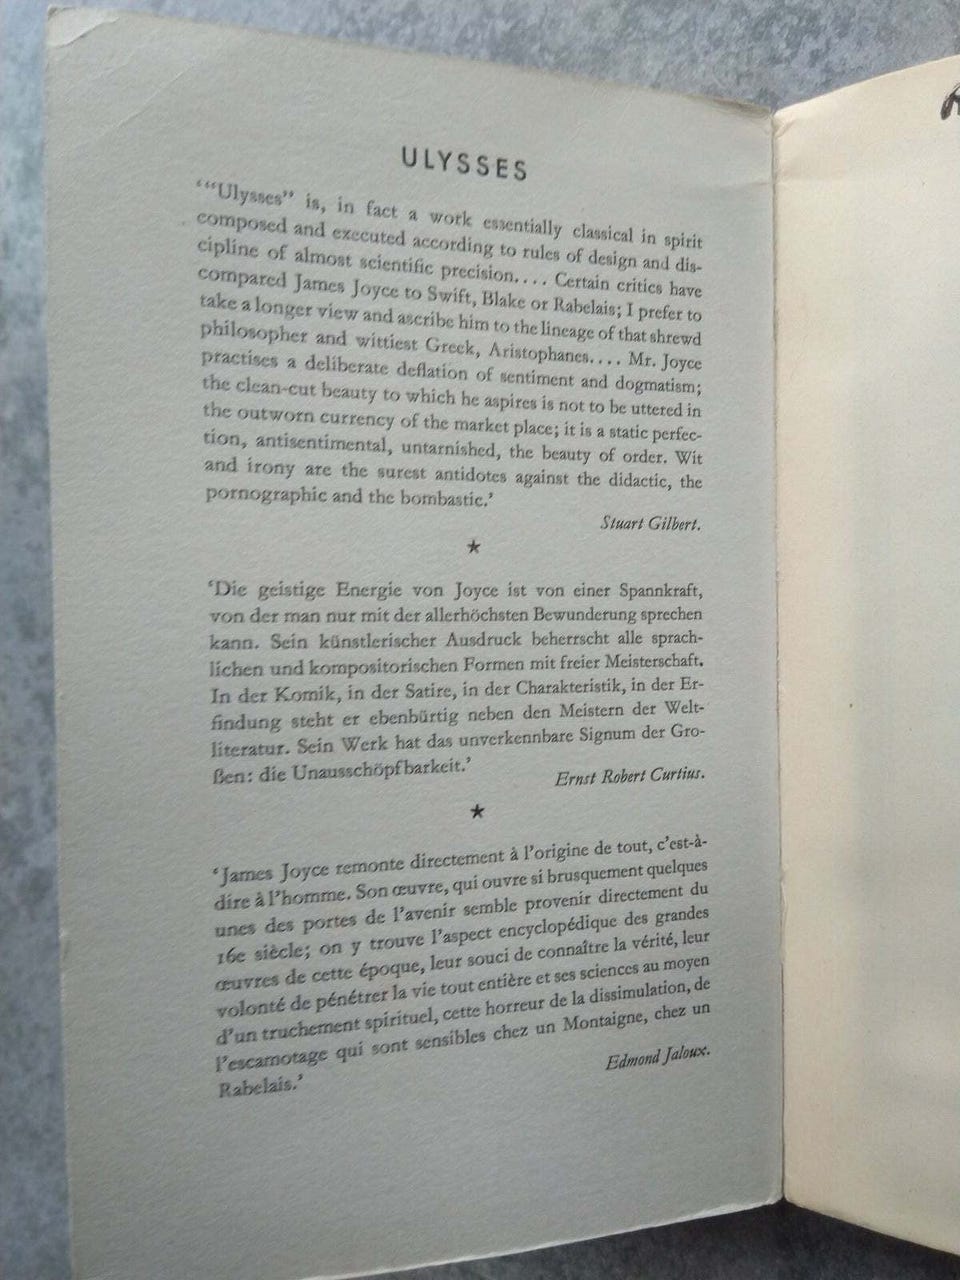 ULYSSES
‘“Ulysses” is, in fact a work essentially classical in spirit
composed and executed according to rules of design and dis-
cipline of almost scientific precision.... Certain critics have
compared James Joyce to Swift, Blake or Rabelais; I prefer to
take a longer view and ascribe him to the lineage of that shrewd
philosopher and wittiest Greek, Aristophanes.... Mr. Joyce
practises a deliberate deflation of sentiment and dogmatism;
the clean-cut beauty to which he aspires is not to be uttered in
the outworn currency of the market place; it is a static perfec-
tion, antisentimental, untarnished, the beauty of order. Wit
and irony are the surest antidotes against the didactic, the
pornographic and the bombastic.’
Stuart Gilbert.
★
‘Die geistige Energie von Joyce ist von einer Spannkraft,
von der man nur mit der allerhöchsten Bewunderung sprechen
kann. Sein künstlerischer Ausdruck beherrscht alle sprach-
lichen und kompositorischen Formen mit freier Meisterschaft.
In der Komik, in der Satire, in der Charakteristik, in der Er-
findung steht er ebenbürtig neben den Meistern der Welt-
literatur. Sein Werk hat das unverkennbare Signum der Gro-
ßen: die Unausschöpfbarkeit.’
Ernst Robert Curtius.
★
‘James Joyce remonte directement à l’origine de tout, c’est-à-
dire à l’homme. Son œuvre, qui ouvre si brusquement quelques
unes des portes de l’avenir semble provenir directement du
16e siècle; on y trouve l’aspect encyclopédique des grandes
œuvres de cette époque, leur souci de connaître la vérité, leur
volonté de pénétrer la vie tout entière et ses sciences au moyen
d’un truchement spirituel, cette horreur de la dissimulation, de
l’escamotage qui sont sensibles chez un Montaigne, chez un
Rabelais.’
Edmond Jaloux.